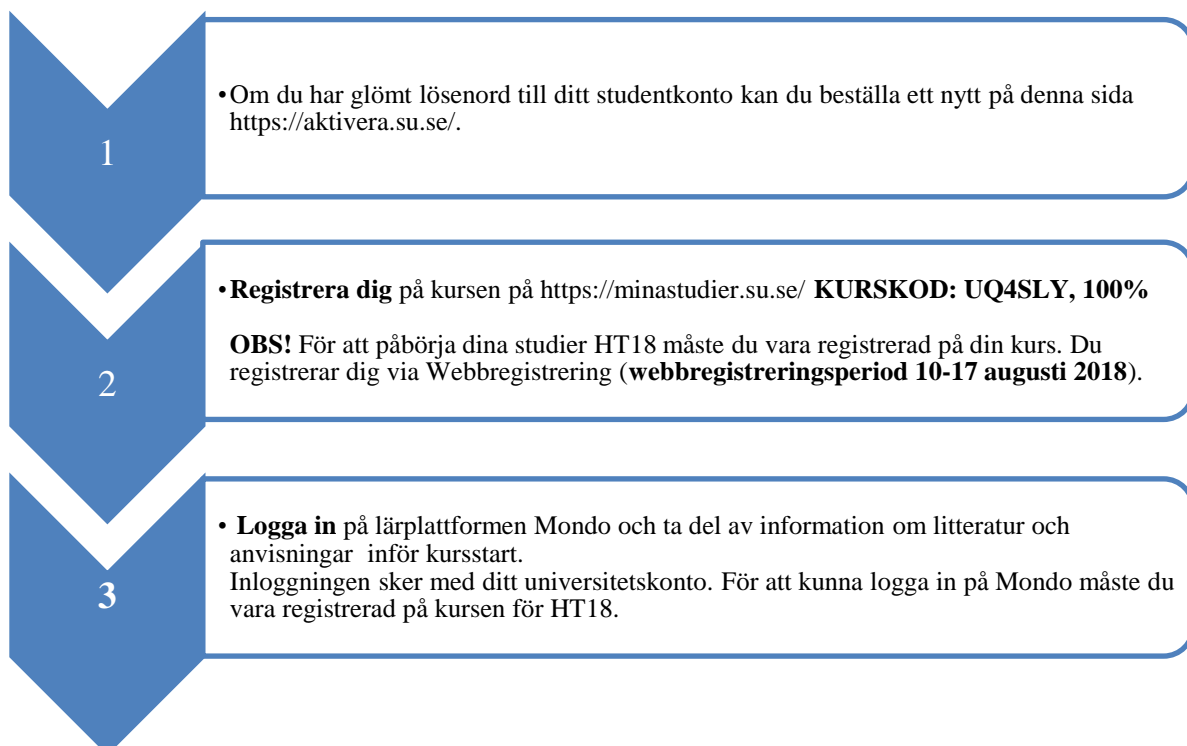 1
•Om du har glömt lösenord till ditt studentkonto kan du beställa ett nytt på denna sida
https://aktivera.su.se/.
2
•Registrera dig på kursen på https://minastudier.su.se/ KURSKOD: UQ4SLY, 100%
OBS! För att påbörja dina studier HT18 måste du vara registrerad på din kurs. Du
registrerar dig via Webbregistrering (webbregistreringsperiod 10-17 augusti 2018).
3
• Logga in på lärplattformen Mondo och ta del av information om litteratur och
anvisningar inför kursstart.
Inloggningen sker med ditt universitetskonto. För att kunna logga in på Mondo måste du
vara registrerad på kursen för HT18.